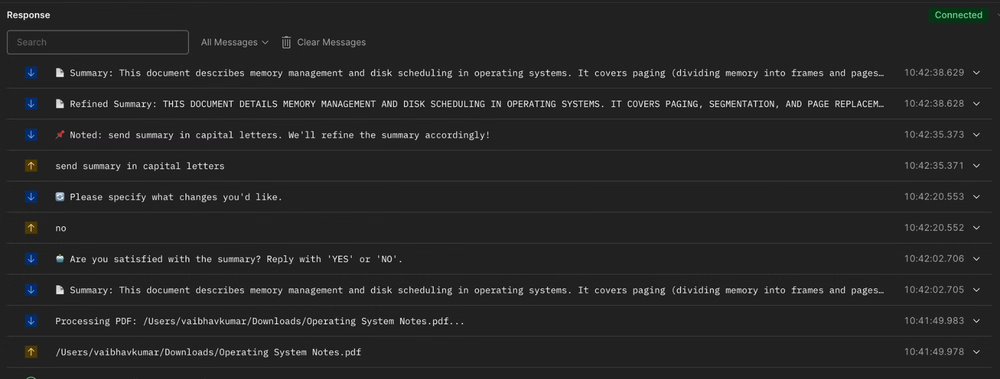 Response
Connected
Search
All Messages
Clear Messages
Summary: This document describes memory management and disk scheduling in operating systems. It covers paging (dividing memory into frames and pages… 10:42:38.629
Refined Summary: THIS DOCUMENT DETAILS MEMORY MANAGEMENT AND DISK SCHEDULING IN OPERATING SYSTEMS. IT COVERS PAGING, SEGMENTATION, AND PAGE REPLACEM… 10:42:38.628
Noted: send summary in capital letters. We'll refine the summary accordingly! 10:42:35.373
send summary in capital letters 10:42:35.371
Please specify what changes you'd like. 10:42:20.553
no 10:42:20.552
Are you satisfied with the summary? Reply with 'YES' or 'NO'. 10:42:02.706
Summary: This document describes memory management and disk scheduling in operating systems. It covers paging (dividing memory into frames and pages… 10:42:02.705
Processing PDF: /Users/vaibhavkumar/Downloads/Operating System Notes.pdf... 10:41:49.983
/Users/vaibhavkumar/Downloads/Operating System Notes.pdf 10:41:49.978